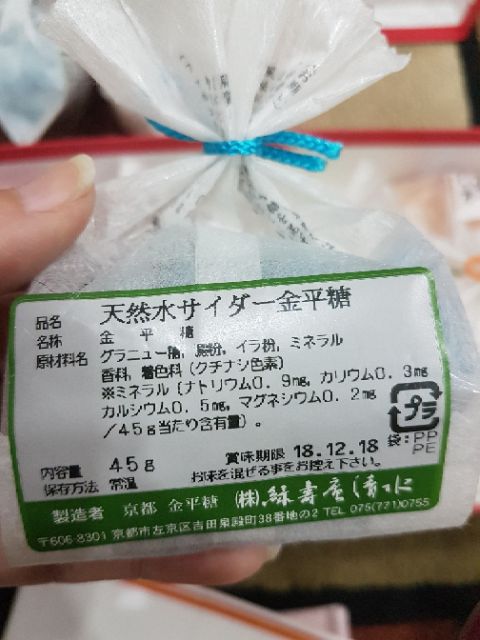 品名 天然水サイダー金平糖
名称 金平糖
原材料名 グラニュー糖, 澱粉, イラ粉, ミネラル
香料, 着色料 (クチナシ色素)
※ミネラル (ナトリウム0.9mg, カリウム0.3mg
カルシウム0.5mg, マグネシウム0.2mg
/45g当たり含有量)。
プラ
袋:PP
PE
内容量 45g 賞味期限 18.12.18
保存方法 常温 お味を混ぜる事をお控え下さい。
製造者 京都 金平糖 ㈱緑寿庵清水
〒606-8301 京都市左京区吉田泉殿町38番地の2 TEL 075(771)0755